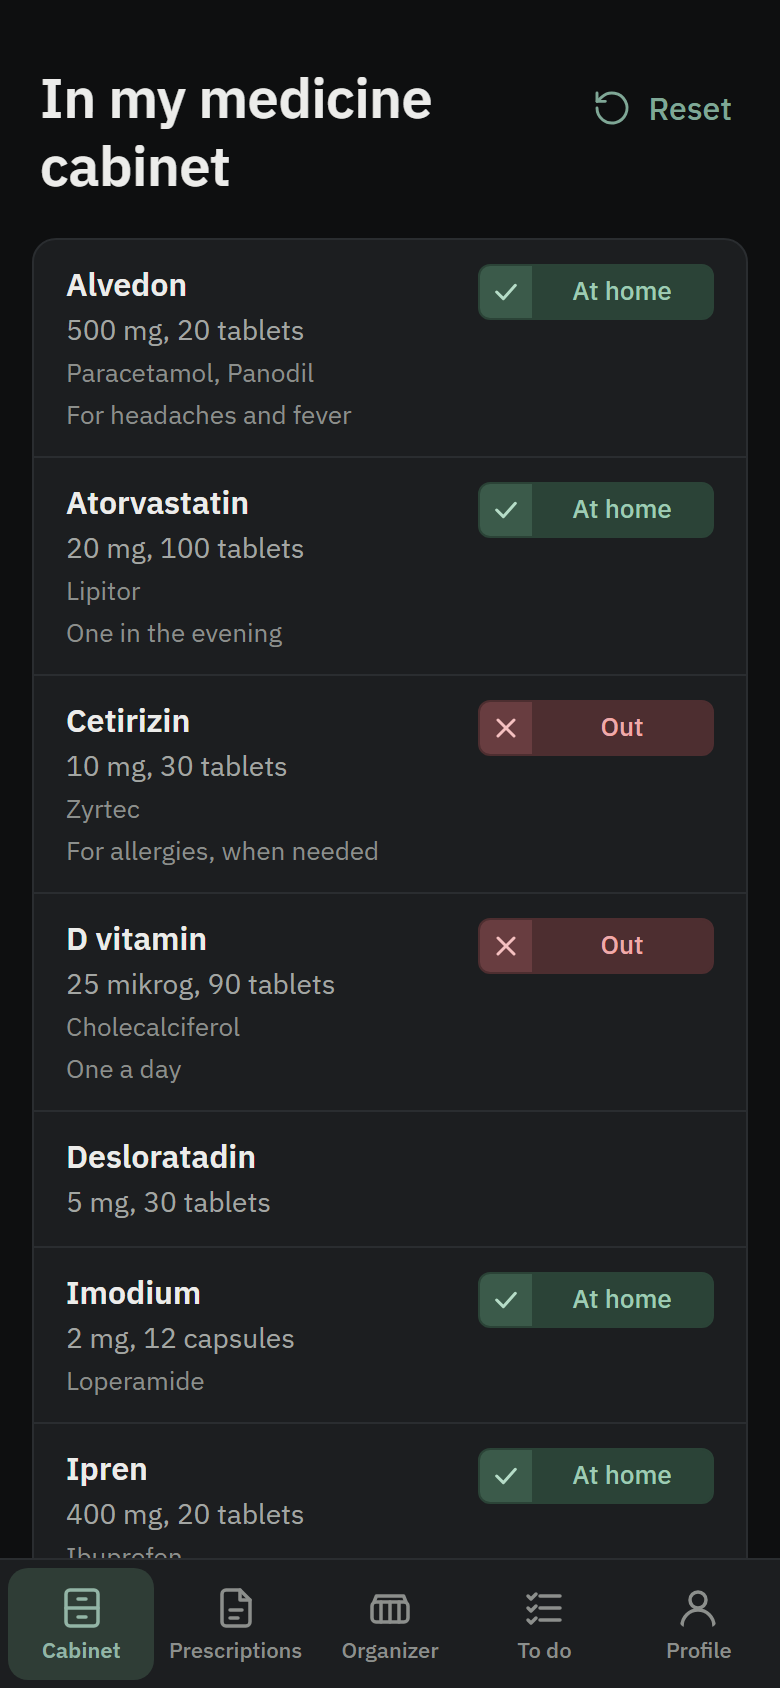 In my medicine
cabinet
Reset
Alvedon
At home
500 mg, 20 tablets
Paracetamol, Panodil
For headaches and fever
Atorvastatin
At home
20 mg, 100 tablets
Lipitor
One in the evening
Cetirizin
Out
10 mg, 30 tablets
Zyrtec
For allergies, when needed
D vitamin
Out
25 mikrog, 90 tablets
Cholecalciferol
One a day
Desloratadin
5 mg, 30 tablets
Imodium
At home
2 mg, 12 capsules
Loperamide
Ipren
At home
400 mg, 20 tablets
Ibuprofen
Cabinet
Prescriptions
Organizer
To do
Profile